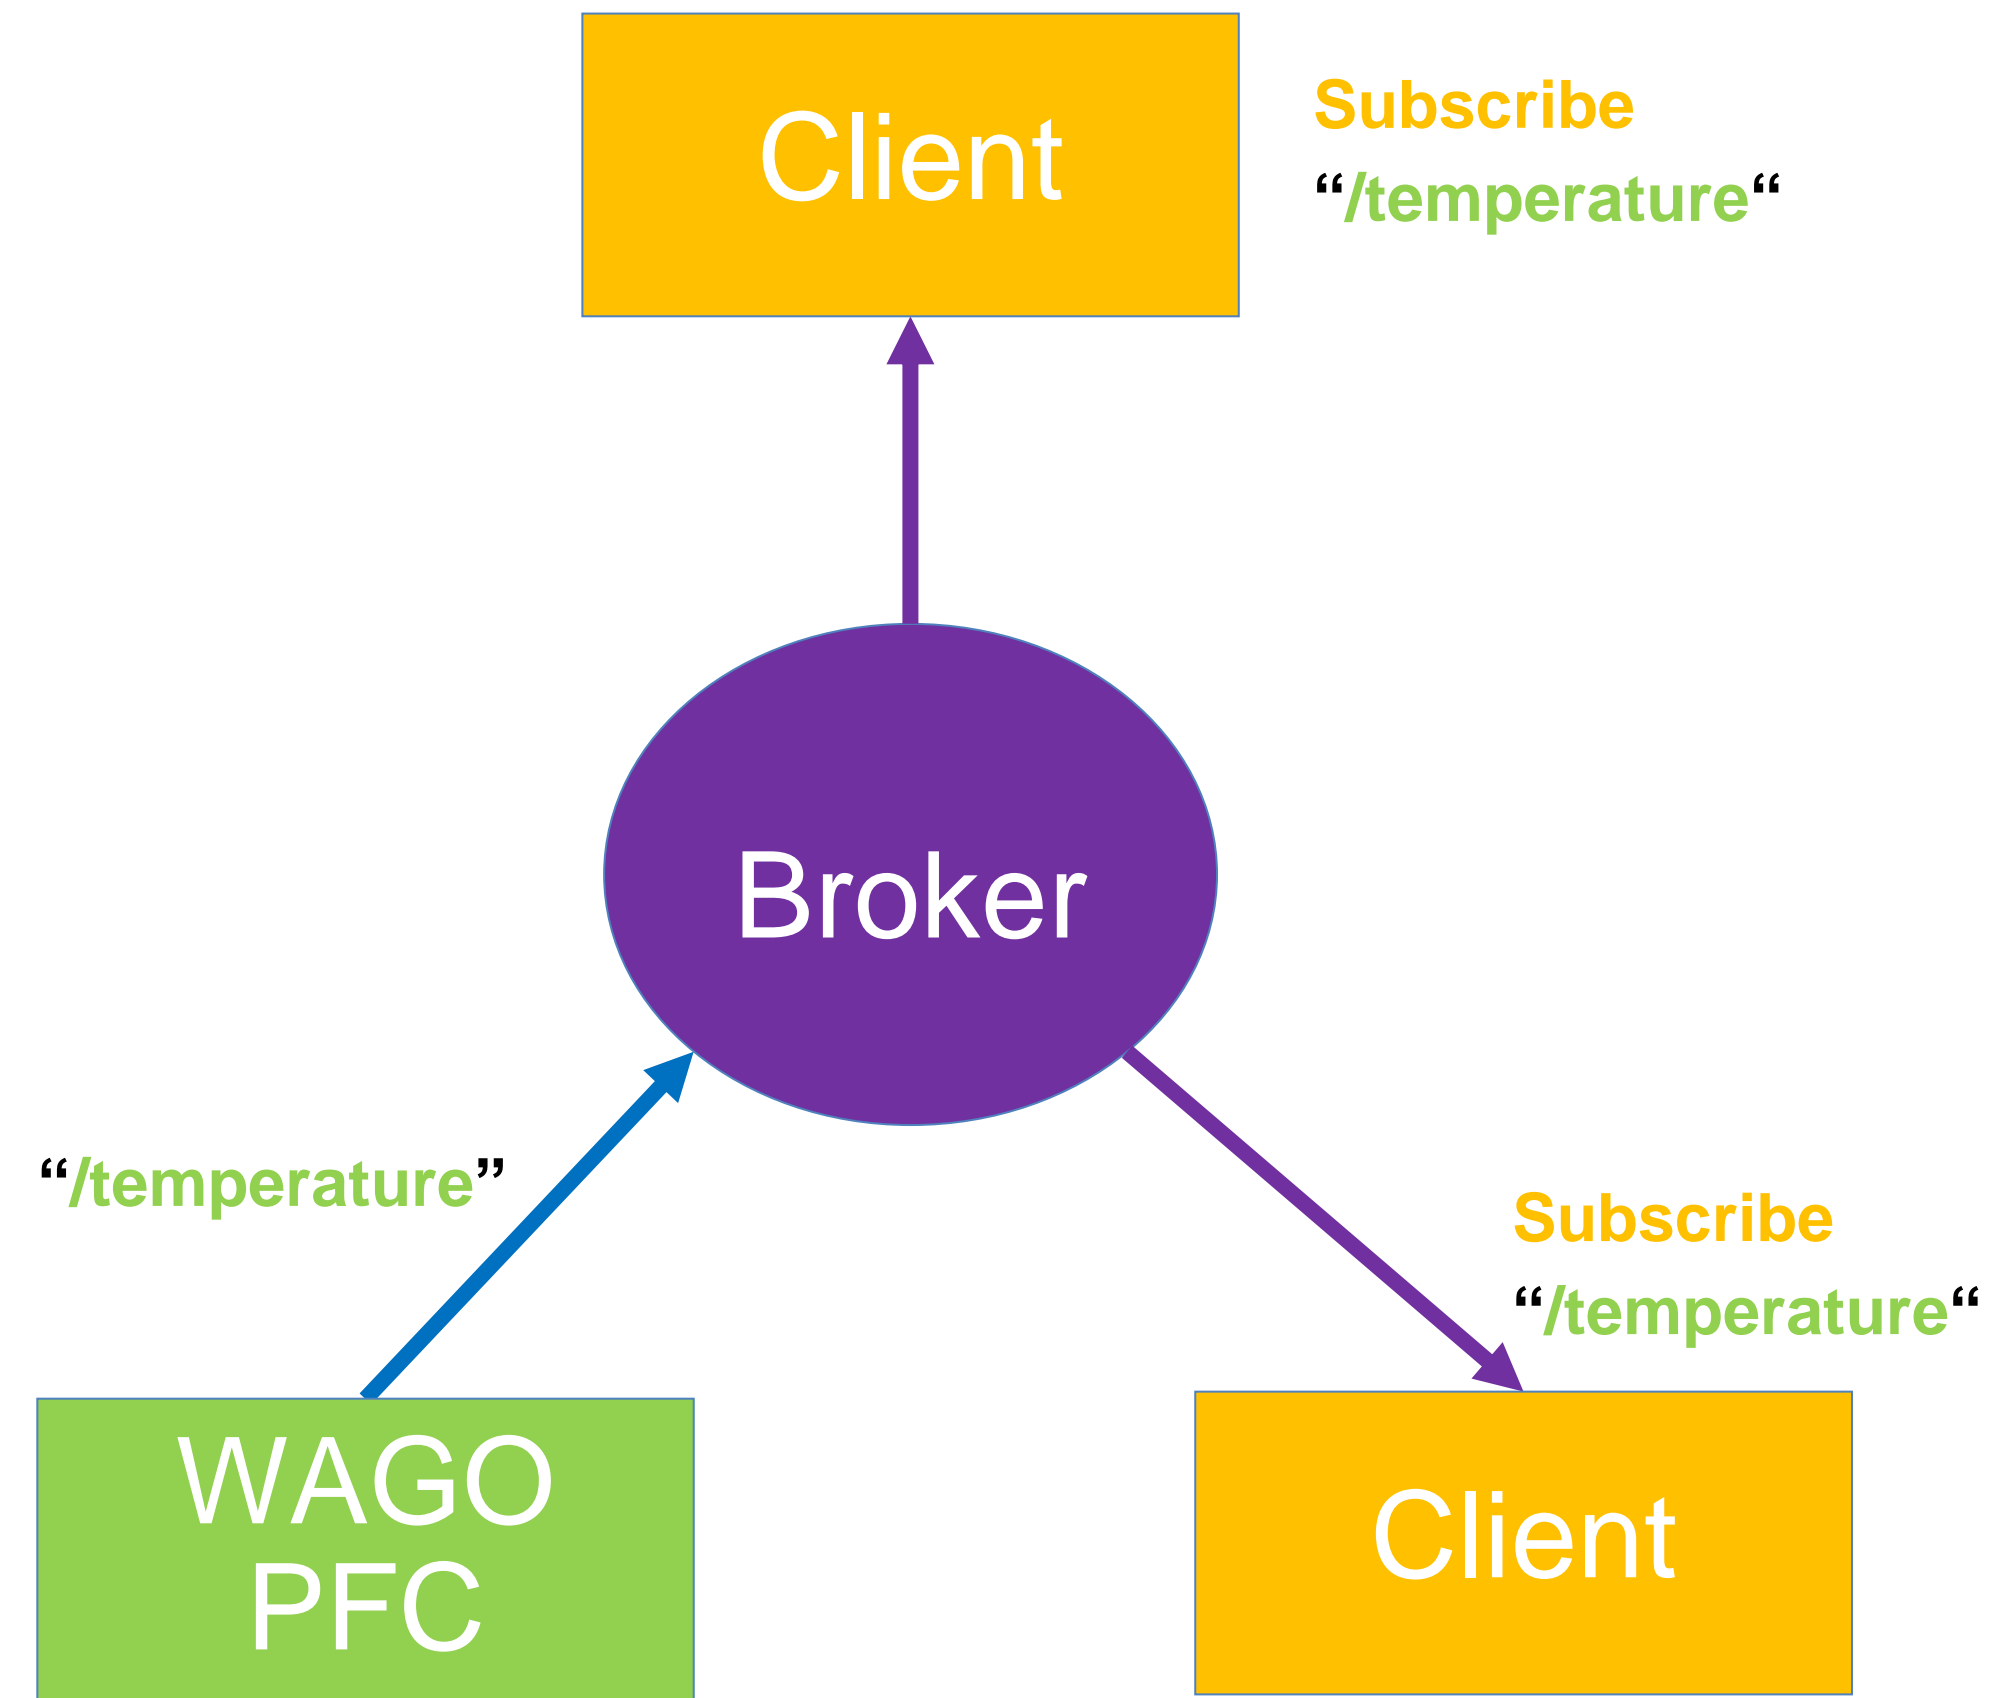 Client
Subscribe
“/temperature“
Broker
“/temperature”
Subscribe
“/temperature“
WAGO
PFC
Client